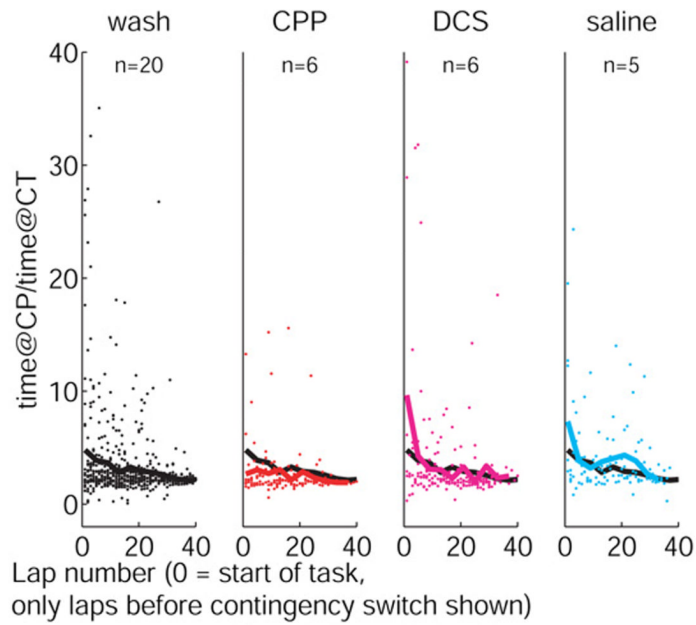 wash CPP DCS saline
n=20 n=6 n=6 n=5
time@CP/time@CT
40
30
20
10
0
0 20 40 0 20 40 0 20 40 0 20 40
Lap number (0 = start of task,
only laps before contingency switch shown)